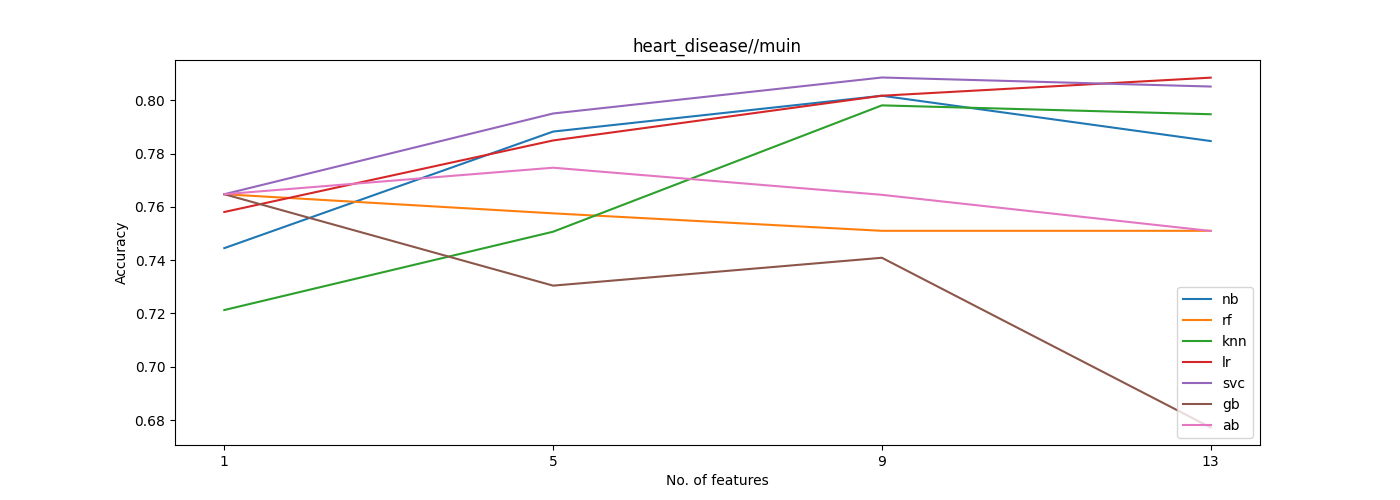 heart_disease//muin
Accuracy
0.80
0.78
0.76
0.74
0.72
0.70
0.68
1
5
9
13
No. of features
nb
rf
knn
lr
svc
gb
ab